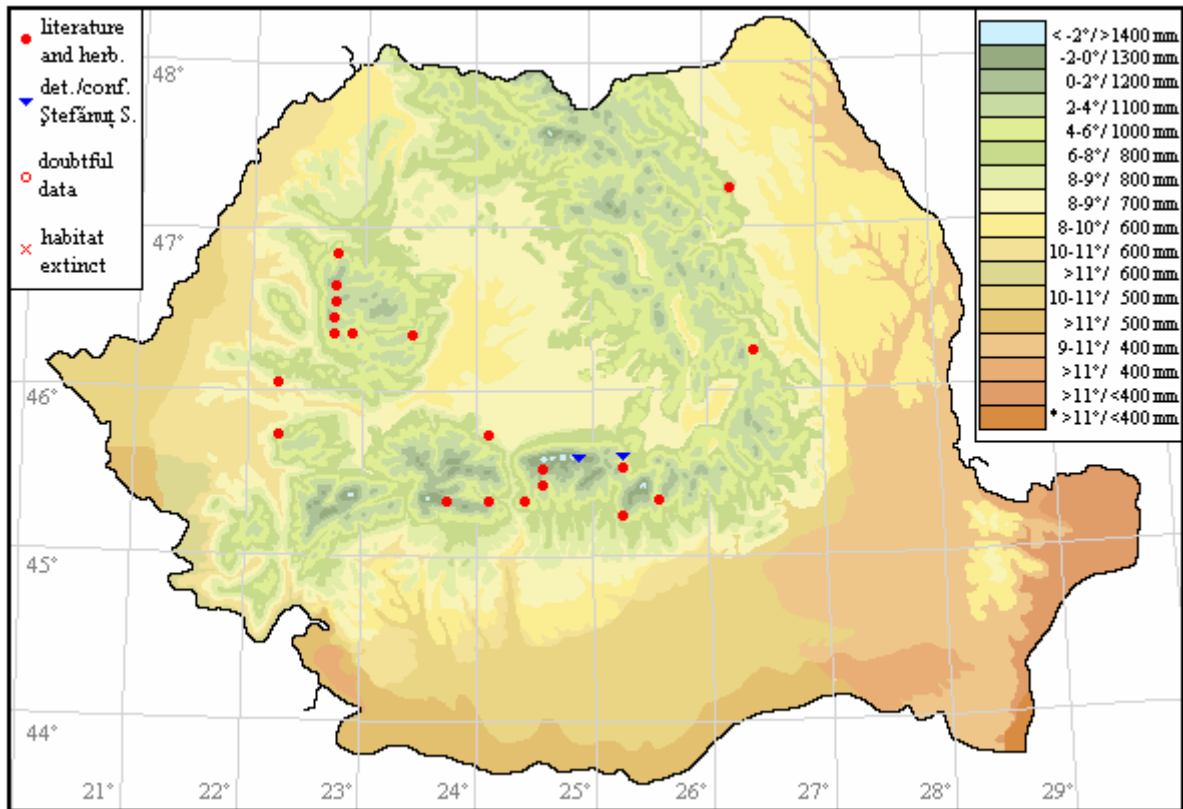 literature
and herb.
det./conf.
Ştefănuţ S.
doubtful
data
habitat
extinct
< -2°/>1400 mm
-2-0°/ 1300 mm
0-2°/ 1200 mm
2-4°/ 1100 mm
4-6°/ 1000 mm
6-8°/ 800 mm
8-9°/ 800 mm
8-9°/ 700 mm
8-10°/ 600 mm
10-11°/ 600 mm
>11°/ 600 mm
10-11°/ 500 mm
>11°/ 500 mm
9-11°/ 400 mm
>11°/ 400 mm
>11°/<400 mm
* >11°/<400 mm
48°
47°
46°
45°
44°
21° 22° 23° 24° 25° 26° 27° 28° 29°